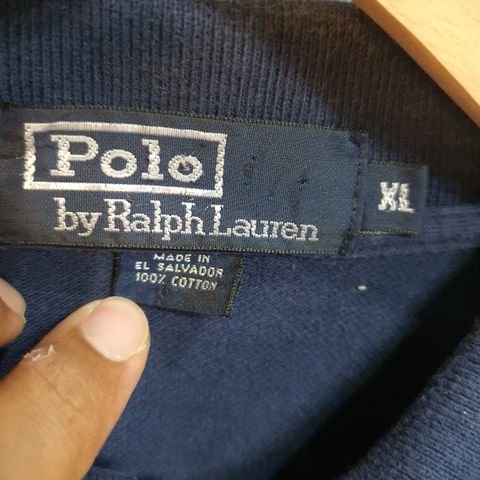 Polo
by Ralph Lauren
XL
MADE IN
EL SALVADOR
100% COTTON